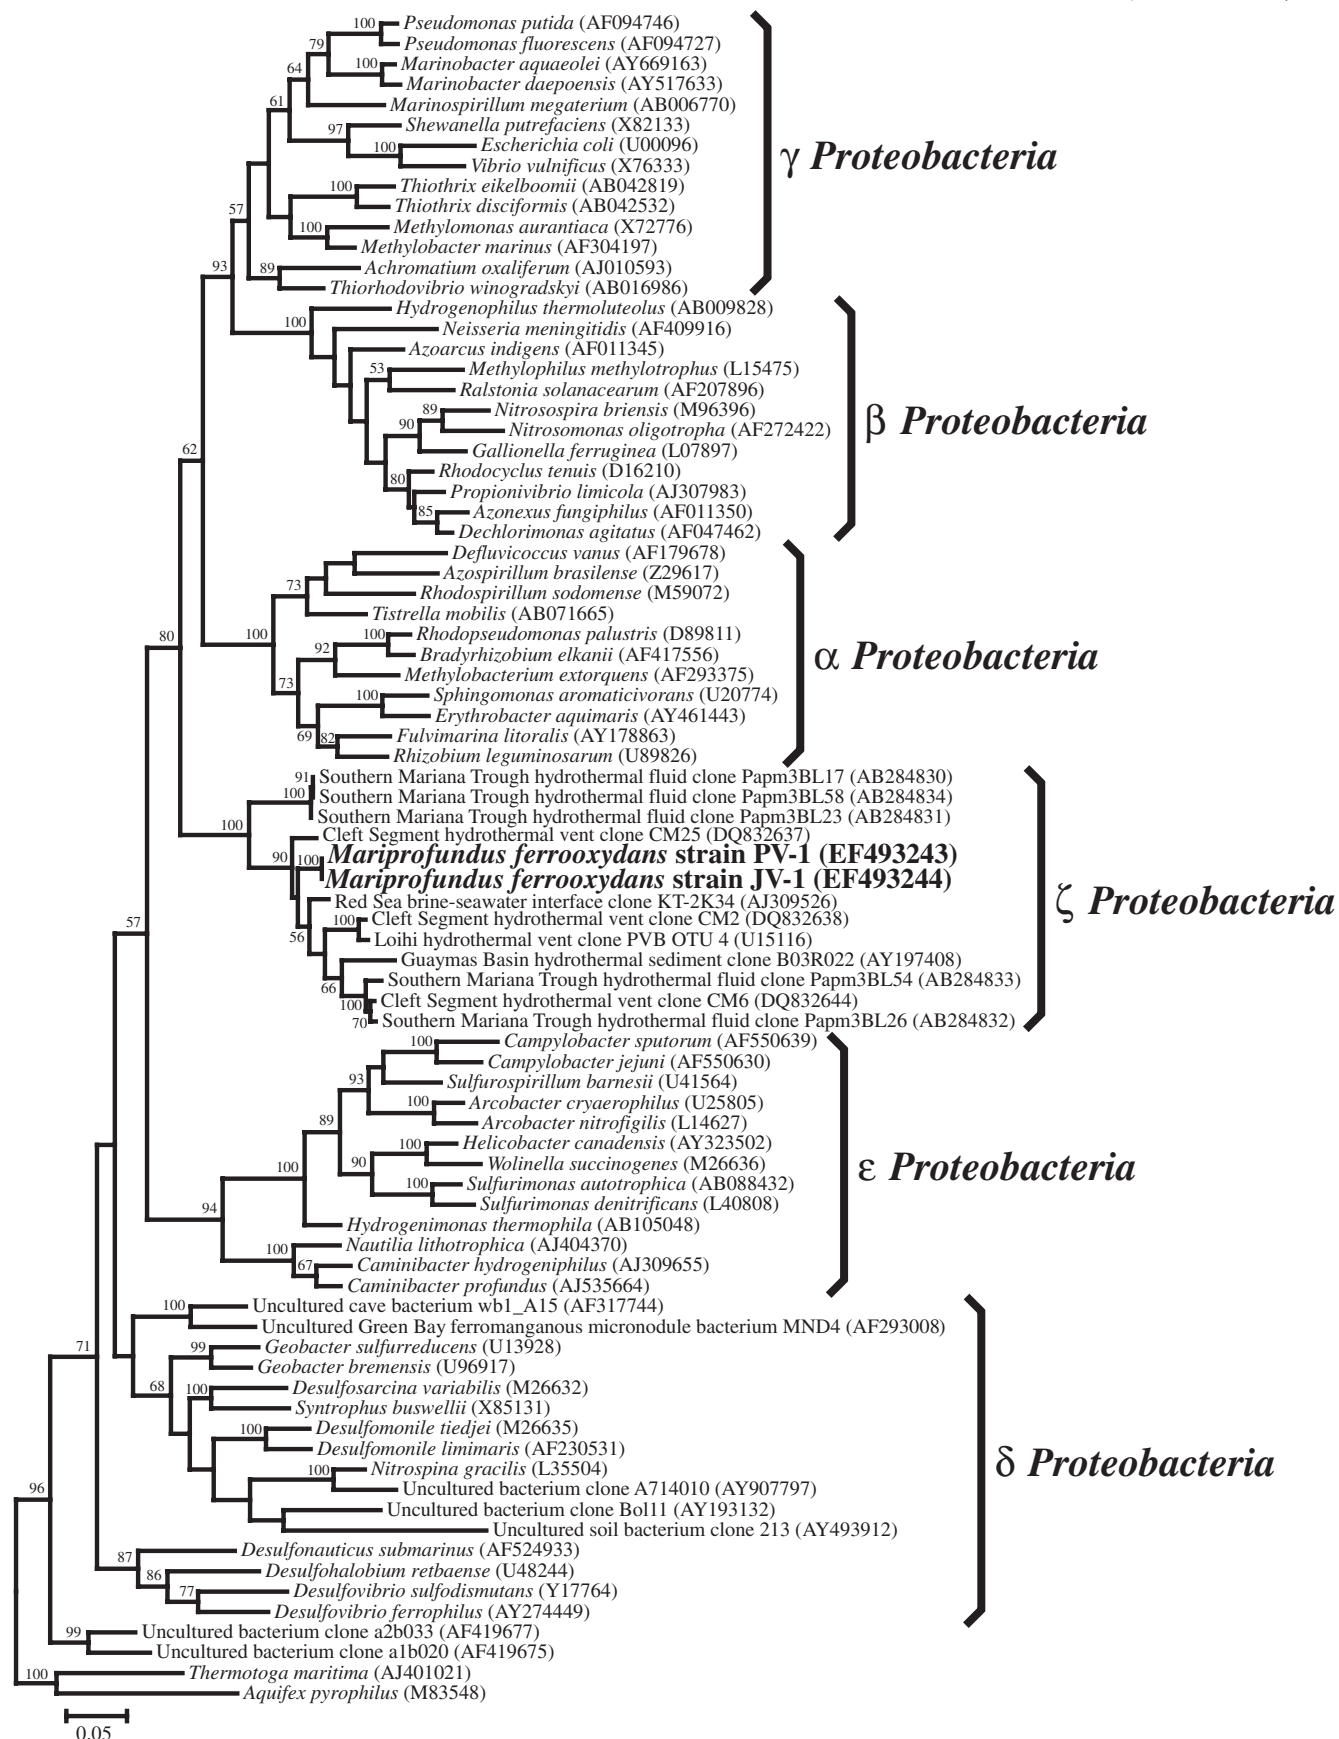 100
Pseudomonas putida (AF094746)
79
Pseudomonas fluorescens (AF094727)
64
100
Marinobacter aquaeolei (AY669163)
Marinobacter daepoensis (AY517633)
61
Marinospirillum megaterium (AB006770)
97
Shewanella putrefaciens (X82133)
100
Escherichia coli (U00096)
Vibrio vulnificus (X76333)
γ Proteobacteria
100
Thiothrix eikelboomii (AB042819)
57
Thiothrix disciformis (AB042532)
100
Methylomonas aurantiaca (X72776)
Methylobacter marinus (AF304197)
93
89
Achromatium oxaliferum (AJ010593)
Thiorhodovibrio winogradskyi (AB016986)
100
Hydrogenophilus thermoluteolus (AB009828)
Neisseria meningitidis (AF409916)
Azoarcus indigens (AF011345)
53
Methylophilus methylotrophus (L15475)
Ralstonia solanacearum (AF207896)
89
Nitrosospira briensis (M96396)
90
Nitrosomonas oligotropha (AF272422)
β Proteobacteria
62
Gallionella ferruginea (L07897)
80
Rhodocyclus tenuis (D16210)
Propionivibrio limicola (AJ307983)
85
Azonexus fungiphilus (AF011350)
Dechlorimonas agitatus (AF047462)
Defluvicoccus vanus (AF179678)
73
Azospirillum brasilense (Z29617)
Rhodospirillum sodomense (M59072)
Tistrella mobilis (AB071665)
80
100
100
Rhodopseudomonas palustris (D89811)
92
Bradyrhizobium elkanii (AF417556)
α Proteobacteria
73
Methylobacterium extorquens (AF293375)
100
Sphingomonas aromaticivorans (U20774)
Erythrobacter aquimaris (AY461443)
69
82
Fulvimarina litoralis (AY178863)
Rhizobium leguminosarum (U89826)
91
Southern Mariana Trough hydrothermal fluid clone Papm3BL17 (AB284830)
100
Southern Mariana Trough hydrothermal fluid clone Papm3BL58 (AB284834)
Southern Mariana Trough hydrothermal fluid clone Papm3BL23 (AB284831)
100
Cleft Segment hydrothermal vent clone CM25 (DQ832637)
90
100
Mariprofundus ferrooxydans strain PV-1 (EF493243)
Mariprofundus ferrooxydans strain JV-1 (EF493244)
Red Sea brine-seawater interface clone KT-2K34 (AJ309526)
ζ Proteobacteria
57
56
100
Cleft Segment hydrothermal vent clone CM2 (DQ832638)
Loihi hydrothermal vent clone PVB OTU 4 (U15116)
Guaymas Basin hydrothermal sediment clone B03R022 (AY197408)
66
Southern Mariana Trough hydrothermal fluid clone Papm3BL54 (AB284833)
100
Cleft Segment hydrothermal vent clone CM6 (DQ832644)
70
Southern Mariana Trough hydrothermal fluid clone Papm3BL26 (AB284832)
100
Campylobacter sputorum (AF550639)
Campylobacter jejuni (AF550630)
93
Sulfurospirillum barnesii (U41564)
100
Arcobacter cryaerophilus (U25805)
89
Arcobacter nitrofigilis (L14627)
100
Helicobacter canadensis (AY323502)
100
90
Wolinella succinogenes (M26636)
ε Proteobacteria
100
Sulfurimonas autotrophica (AB088432)
Sulfurimonas denitrificans (L40808)
94
Hydrogenimonas thermophila (AB105048)
100
Nautilia lithotrophica (AJ404370)
67
Caminibacter hydrogeniphilus (AJ309655)
Caminibacter profundus (AJ535664)
100
Uncultured cave bacterium wb1_A15 (AF317744)
Uncultured Green Bay ferromanganous micronodule bacterium MND4 (AF293008)
71
99
Geobacter sulfurreducens (U13928)
Geobacter bremensis (U96917)
68
100
Desulfosarcina variabilis (M26632)
Syntrophus buswellii (X85131)
100
Desulfomonile tiedjei (M26635)
Desulfomonile limimaris (AF230531)
δ Proteobacteria
100
Nitrospina gracilis (L35504)
96
Uncultured bacterium clone A714010 (AY907797)
Uncultured bacterium clone Bol11 (AY193132)
Uncultured soil bacterium clone 213 (AY493912)
87
Desulfonauticus submarinus (AF524933)
86
Desulfohalobium retbaense (U48244)
77
Desulfovibrio sulfodismutans (Y17764)
Desulfovibrio ferrophilus (AY274449)
99
Uncultured bacterium clone a2b033 (AF419677)
Uncultured bacterium clone a1b020 (AF419675)
100
Thermotoga maritima (AJ401021)
Aquifex pyrophilus (M83548)
0.05